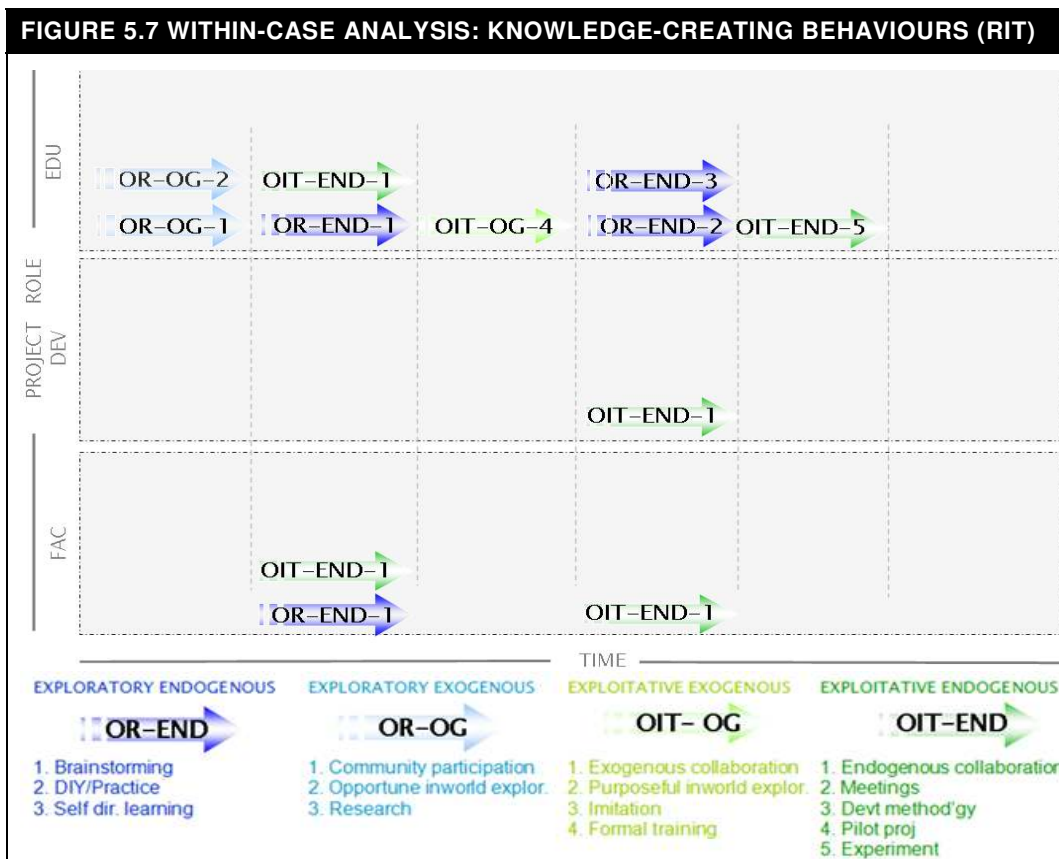 FIGURE 5.7 WITHIN-CASE ANALYSIS: KNOWLEDGE-CREATING BEHAVIOURS (RIT)
PROJECT ROLE
EDU
OR-OG-2 OIT-END-1 OR-END-3
OR-OG-1 OR-END-1 OIT-OG-4 OR-END-2 OIT-END-5
DEV
OIT-END-1
FAC
OIT-END-1
OR-END-1 OIT-END-1
TIME
EXPLORATORY ENDOGENOUS
OR-END
1. Brainstorming
2. DIY/Practice
3. Self dir. learning
EXPLORATORY EXOGENOUS
OR-OG
1. Community participation
2. Opportune inworld explor.
3. Research
EXPLOITATIVE EXOGENOUS
OIT- OG
1. Exogenous collaboration
2. Purposeful inworld explor.
3. Imitation
4. Formal training
EXPLOITATIVE ENDOGENOUS
OIT-END
1. Endogenous collaboration
2. Meetings
3. Devt method'gy
4. Pilot proj
5. Experiment